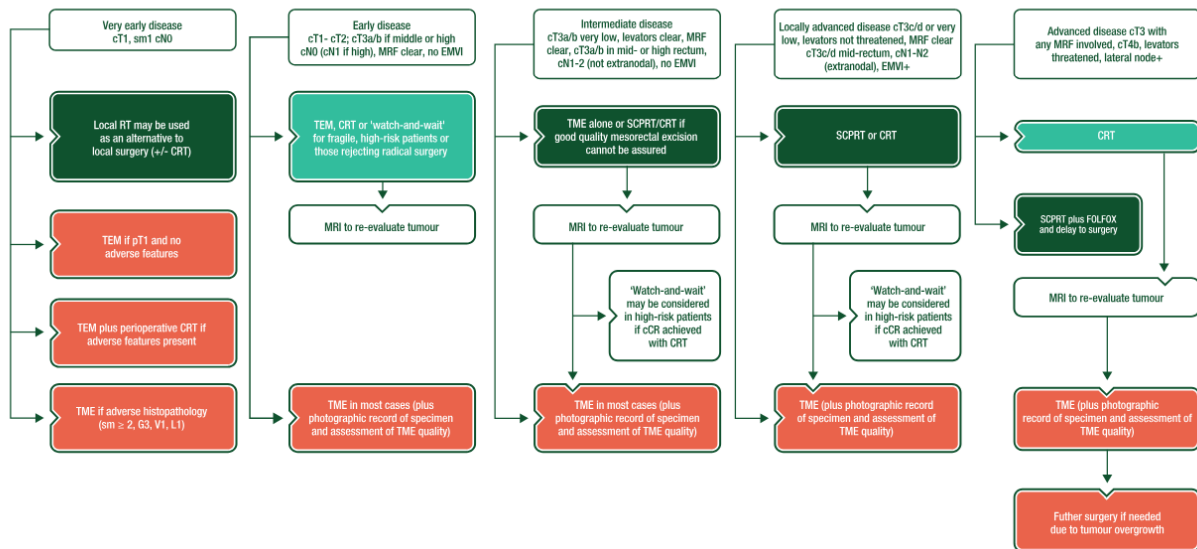 Very early disease
cT1, sm1 cN0
Local RT may be used
as an alternative to
local surgery (+/- CRT)
TEM if pT1 and no
adverse features
TEM plus perioperative CRT if
adverse features present
TME if adverse histopathology
(sm ≥ 2, G3, V1, L1)
Early disease
cT1- cT2; cT3a/b if middle or high
cN0 (cN1 if high), MRF clear, no EMVI
TEM, CRT or 'watch-and-wait'
for fragile, high-risk patients or
those rejecting radical surgery
MRI to re-evaluate tumour
TME in most cases (plus
photographic record of specimen
and assessment of TME quality)
Intermediate disease
cT3a/b very low, levators clear, MRF
clear, cT3a/b in mid- or high rectum,
cN1-2 (not extranodal), no EMVI
TME alone or SCPRT/CRT if
good quality mesorectal excision
cannot be assured
MRI to re-evaluate tumour
'Watch-and-wait'
may be considered
in high-risk patients
if cCR achieved
with CRT
TME in most cases (plus
photographic record of specimen
and assessment of TME quality)
Locally advanced disease cT3c/d or very
low, levators not threatened, MRF clear
cT3c/d mid-rectum, cN1-N2
(extranodal), EMVI+
SCPRT or CRT
MRI to re-evaluate tumour
'Watch-and-wait'
may be considered
in high-risk patients
if cCR achieved
with CRT
TME (plus photographic record
of specimen and assessment of
TME quality)
Advanced disease cT3 with
any MRF involved, cT4b, levators
threatened, lateral node+
CRT
SCPRT plus FOLFOX
and delay to surgery
MRI to re-evaluate tumour
TME (plus photographic
record of specimen and assessment of
TME quality)
Futher surgery if needed
due to tumour overgrowth